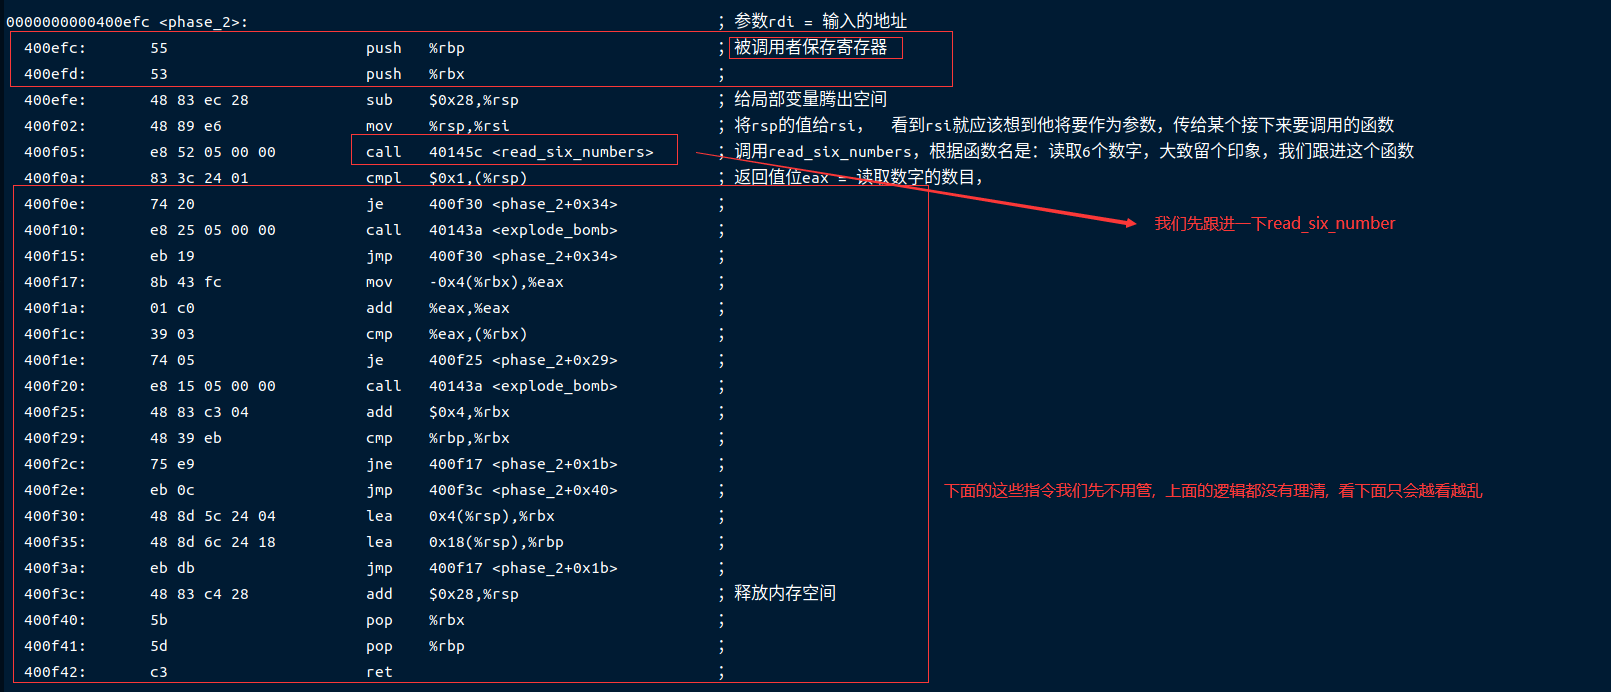 0000000000400efc <phase_2>: ; 参数rdi = 输入的地址
400efc: 55 push %rbp ; 被调用者保存寄存器
400efd: 53 push %rbx ;
400efe: 48 83 ec 28 sub $0x28,%rsp ; 给局部变量腾出空间
400f02: 48 89 e6 mov %rsp,%rsi ; 将rsp的值给rsi， 看到rsi就应该想到他将要作为参数，传给某个接下来要调用的函数
400f05: e8 52 05 00 00 call 40145c <read_six_numbers> ; 调用read_six_numbers，根据函数名是：读取6个数字，大致留个印象，我们跟进这个函数
400f0a: 83 3c 24 01 cmpl $0x1,(%rsp) ; 返回值位eax = 读取数字的数目，
400f0e: 74 20 je 400f30 <phase_2+0x34> ;
我们先跟进一下read_six_number
400f10: e8 25 05 00 00 call 40143a <explode_bomb> ;
400f15: eb 19 jmp 400f30 <phase_2+0x34> ;
400f17: 8b 43 fc mov -0x4(%rbx),%eax ;
400f1a: 01 c0 add %eax,%eax ;
400f1c: 39 03 cmp %eax,(%rbx) ;
400f1e: 74 05 je 400f25 <phase_2+0x29> ;
400f20: e8 15 05 00 00 call 40143a <explode_bomb> ;
400f25: 48 83 c3 04 add $0x4,%rbx ;
400f29: 48 39 eb cmp %rbp,%rbx ;
400f2c: 75 e9 jne 400f17 <phase_2+0x1b> ;
400f2e: eb 0c jmp 400f3c <phase_2+0x40> ;
下面的这些指令我们先不用管，上面的逻辑都没有理清，看下面只会越看越乱
400f30: 48 8d 5c 24 04 lea 0x4(%rsp),%rbx ;
400f35: 48 8d 6c 24 18 lea 0x18(%rsp),%rbp ;
400f3a: eb db jmp 400f17 <phase_2+0x1b> ;
400f3c: 48 83 c4 28 add $0x28,%rsp ; 释放内存空间
400f40: 5b pop %rbx ;
400f41: 5d pop %rbp ;
400f42: c3 ret ;